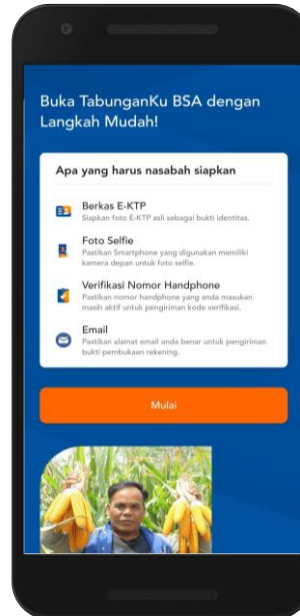 Buka TabunganKu BSA dengan
Langkah Mudah!
Apa yang harus nasabah siapkan
Berkas E-KTP
Siapkan foto E-KTP asli sebagai bukti identitas.
Foto Selfie
Pastikan Smartphone yang digunakan memiliki
kamera depan untuk foto selfie.
Verifikasi Nomor Handphone
Pastikan nomor handphone yang anda masukan
masih aktif untuk pengiriman kode verifikasi.
Email
Pastikan alamat email anda benar untuk pengiriman
bukti pembukaan rekening.
Mulai